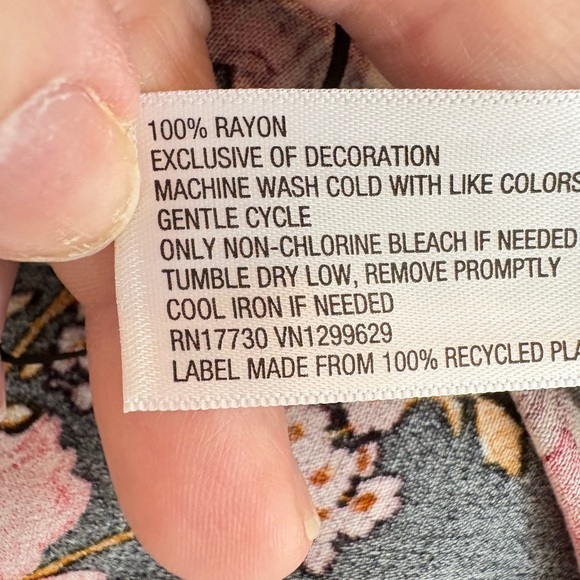 100% RAYON
EXCLUSIVE OF DECORATION
MACHINE WASH COLD WITH LIKE COLORS
GENTLE CYCLE
ONLY NON-CHLORINE BLEACH IF NEEDED
TUMBLE DRY LOW, REMOVE PROMPTLY
COOL IRON IF NEEDED
RN17730 VN1299629
LABEL MADE FROM 100% RECYCLED